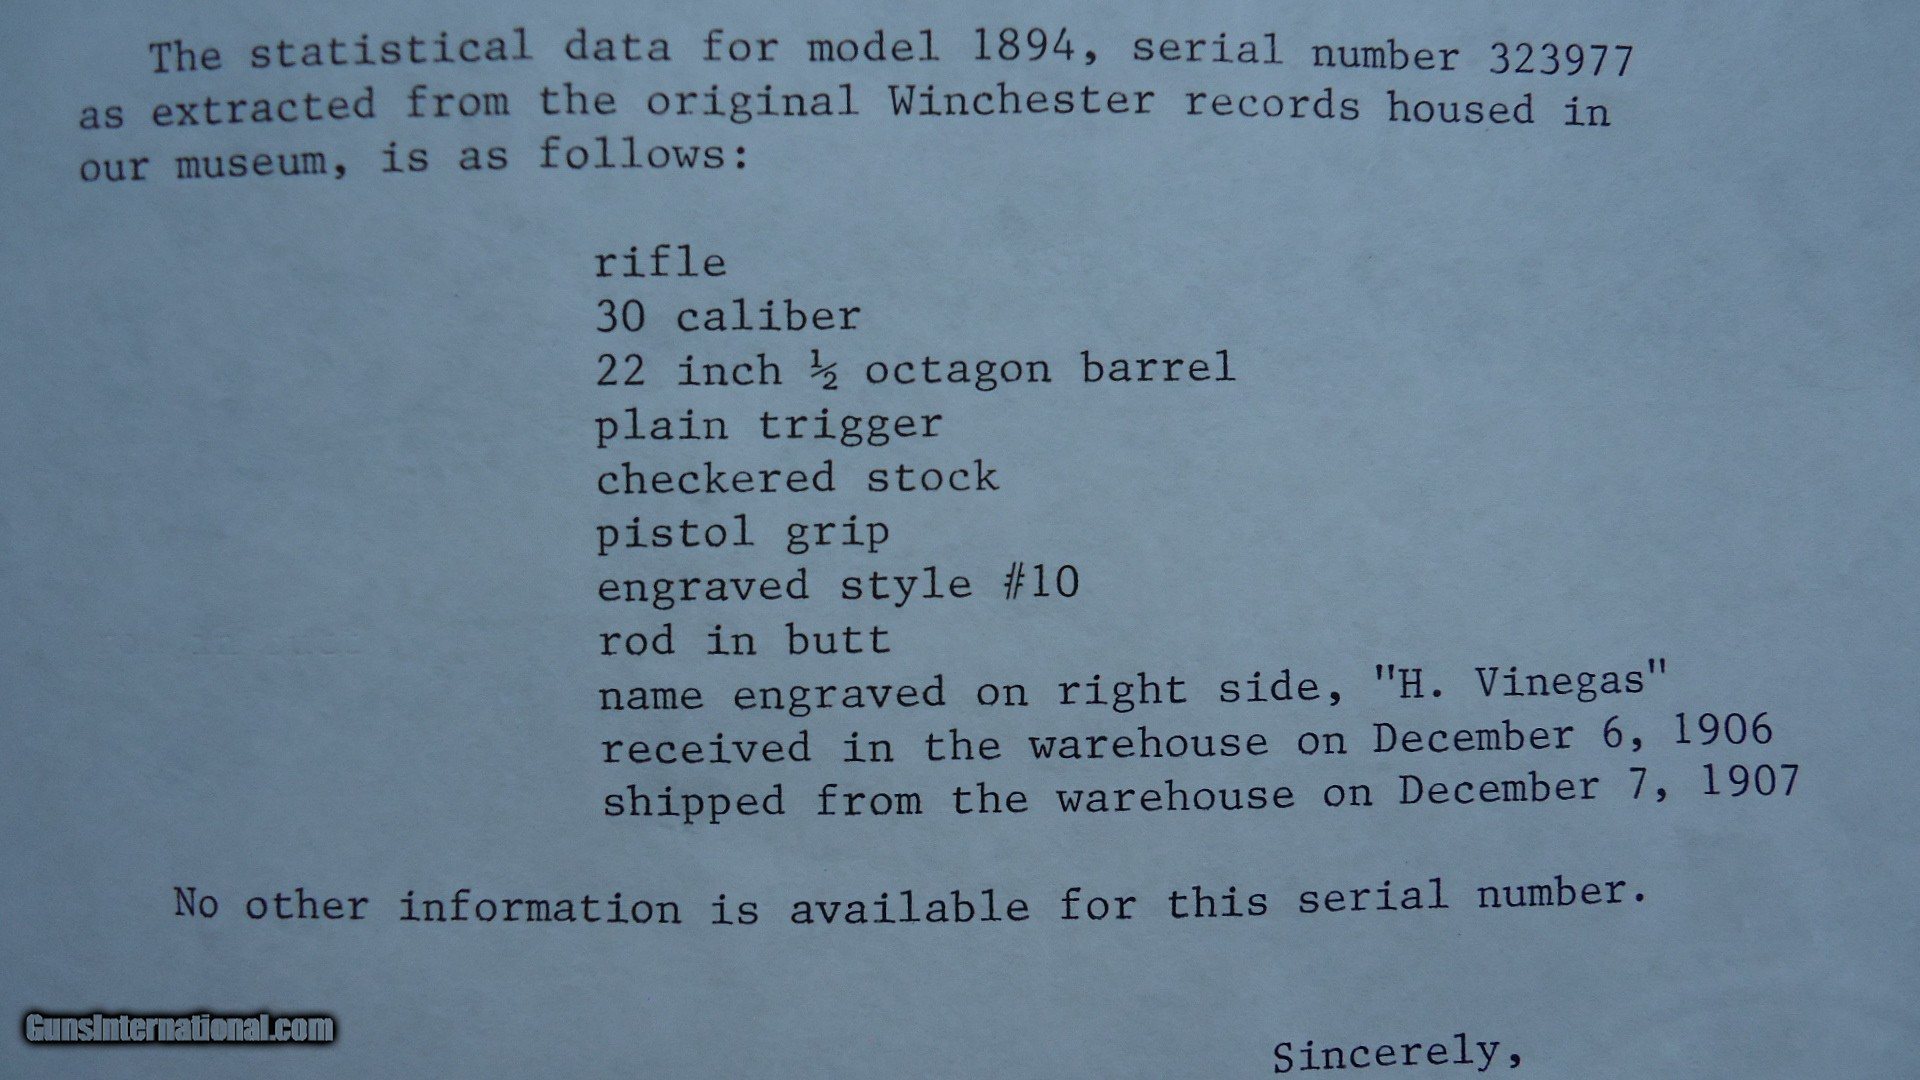 The statistical data for model 1894, serial number 323977
as extracted from the original Winchester records housed in
our museum, is as follows:
rifle
30 caliber
22 inch ½ octagon barrel
plain trigger
checkered stock
pistol grip
engraved style #10
rod in butt
name engraved on right side, "H. Vinegas"
received in the warehouse on December 6, 1906
shipped from the warehouse on December 7, 1907
No other information is available for this serial number.
GunsInternational.com
Sincerely,